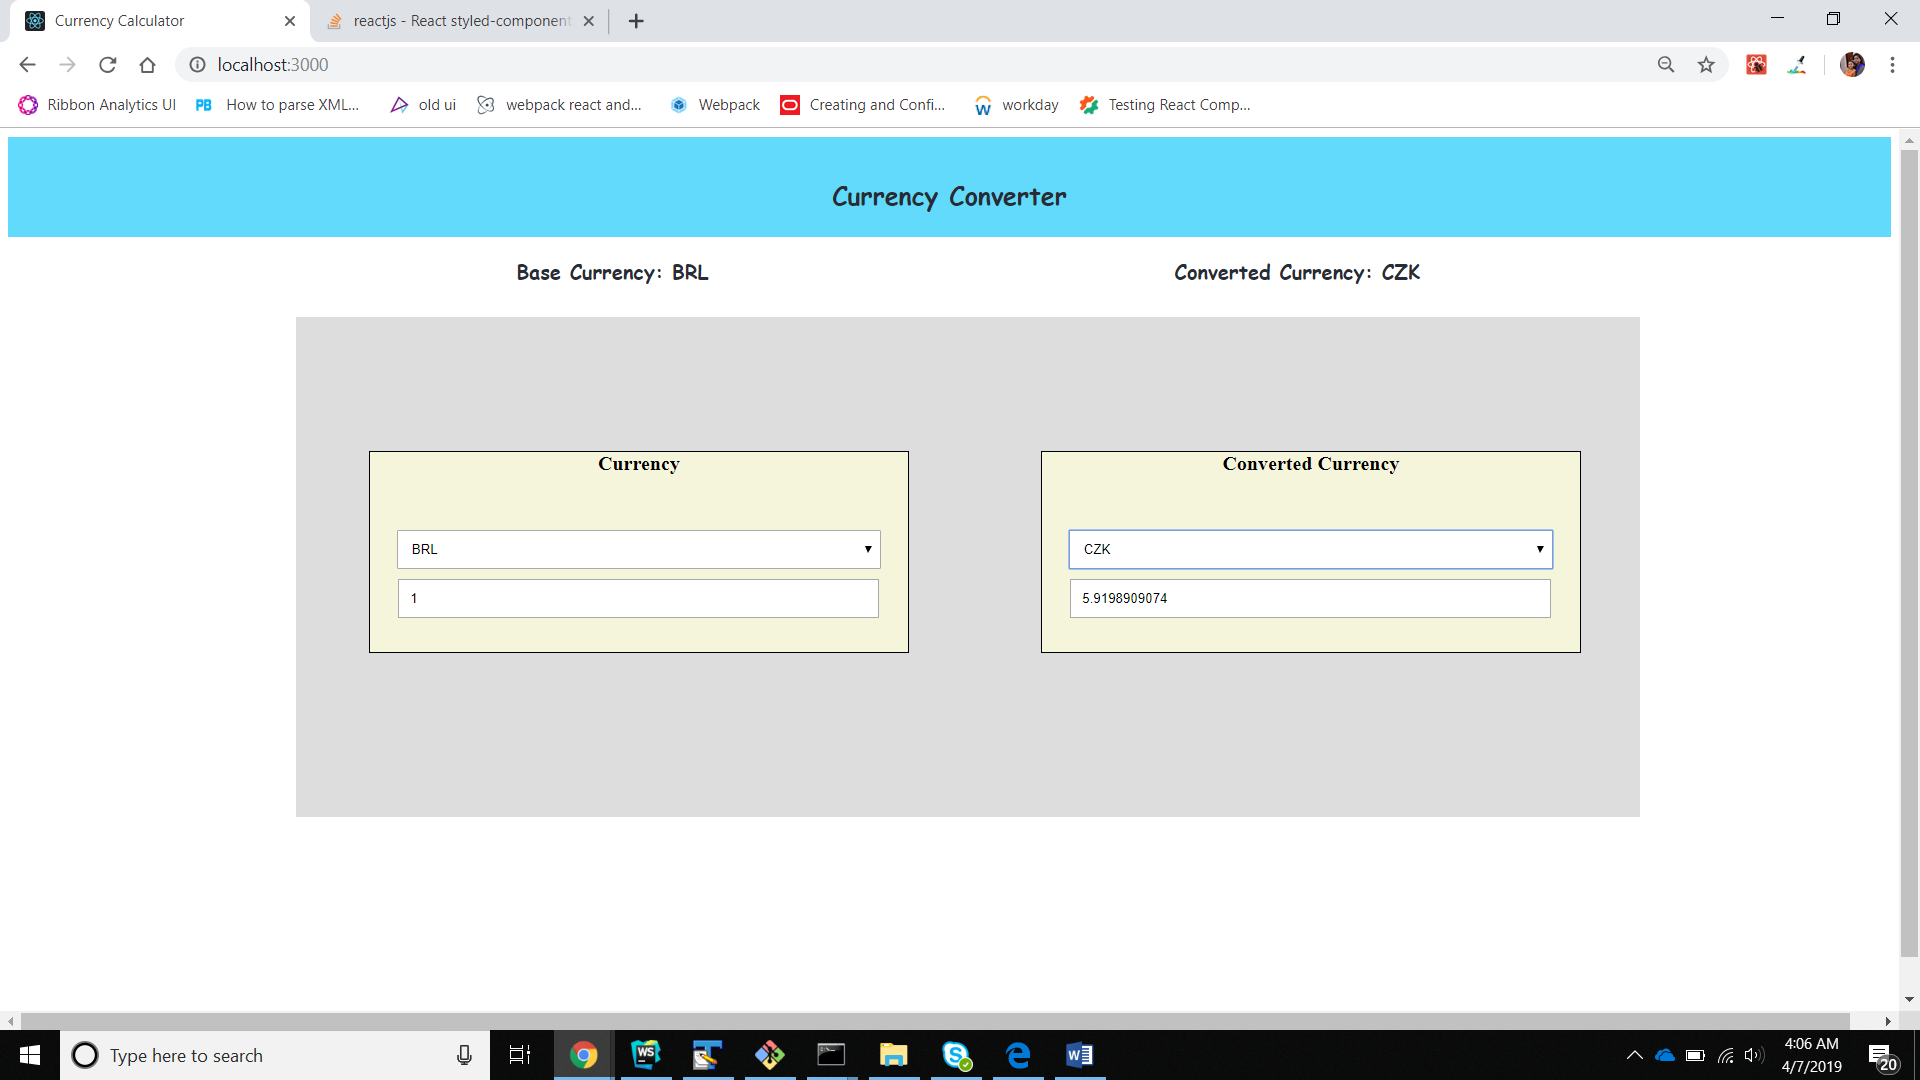 Currency Calculator
reactjs - React styled-component
localhost:3000
Ribbon Analytics UI
PB How to parse XML...
old ui
webpack react and...
Webpack
Creating and Confi...
workday
Testing React Comp...
Currency Converter
Base Currency: BRL
Converted Currency: CZK
Currency
BRL
1
Converted Currency
CZK
5.9198909074
Type here to search
WS
4:06 AM
4/7/2019
20